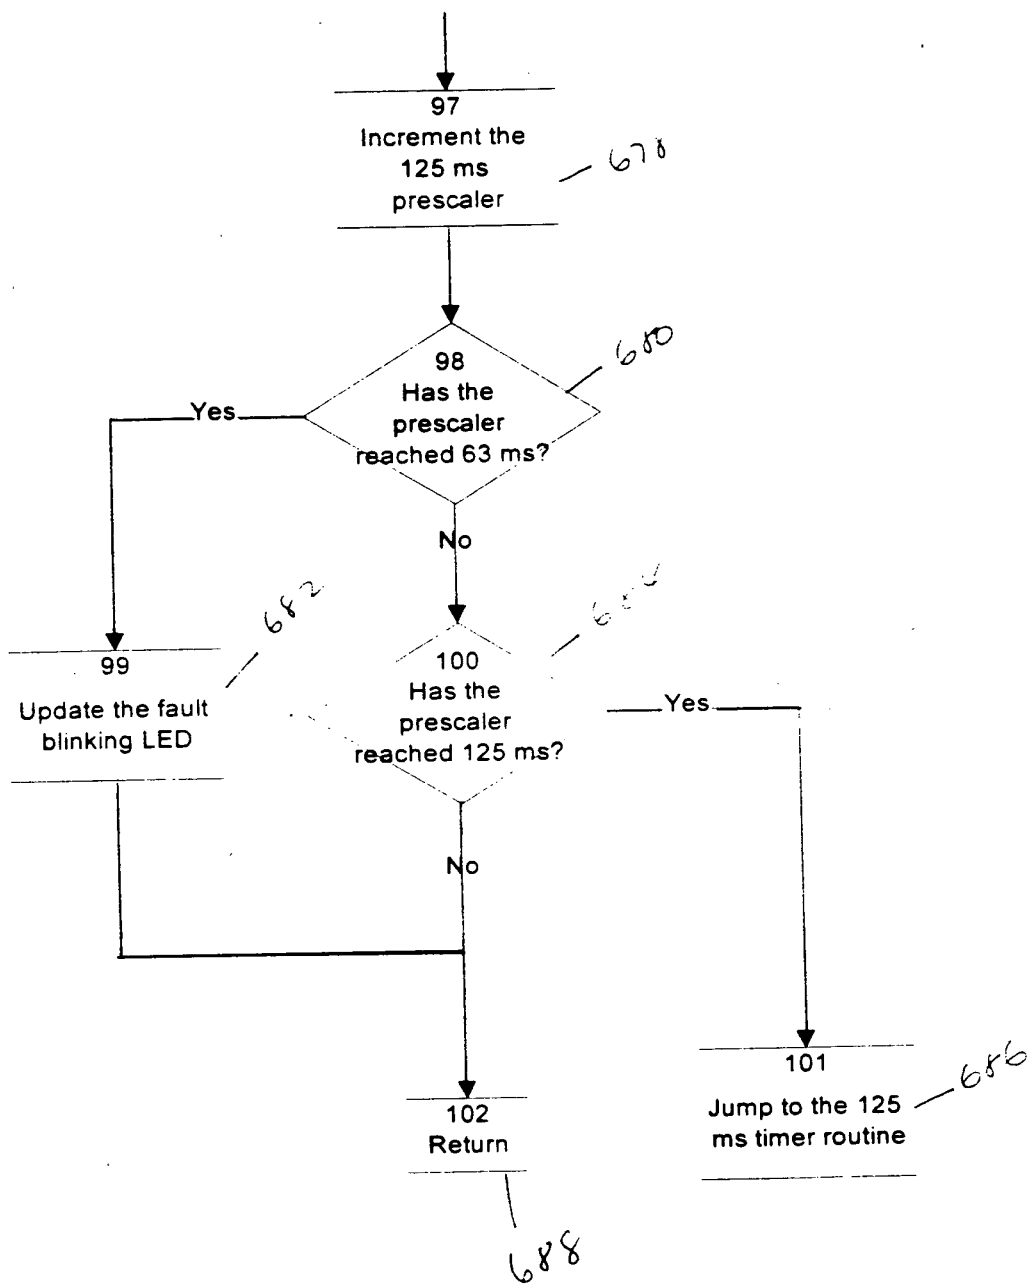 97
Increment the
125 ms
prescaler
678
98
Has the
prescaler
reached 63 ms?
680
Yes
No
99
Update the fault
blinking LED
682
100
Has the
prescaler
reached 125 ms?
Yes
No
101
Jump to the 125
ms timer routine
686
102
Return
688